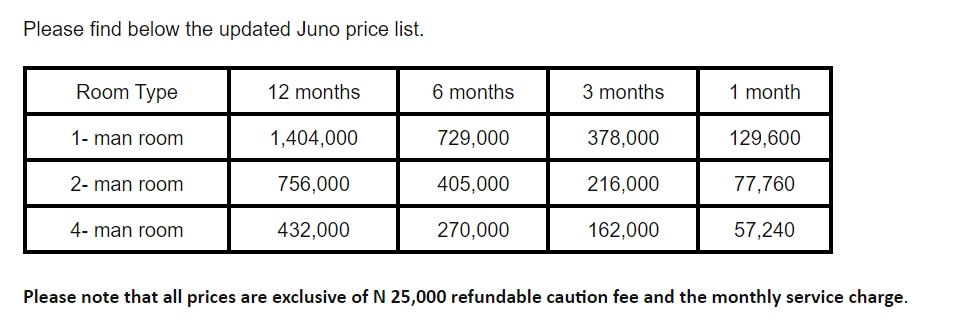 Please find below the updated Juno price list.
Room Type 12 months 6 months 3 months 1 month
1- man room 1,404,000 729,000 378,000 129,600
2- man room 756,000 405,000 216,000 77,760
4- man room 432,000 270,000 162,000 57,240
Please note that all prices are exclusive of N 25,000 refundable caution fee and the monthly service charge.